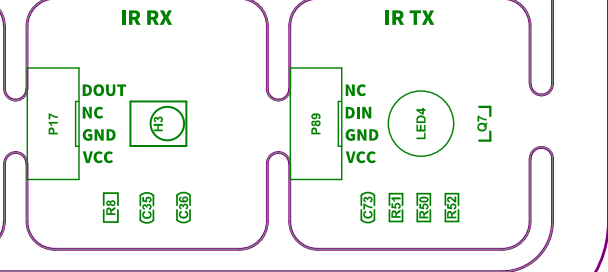 IR RX
IR TX
DOUT
NC
GND
VCC
P17
H3
R8
C35
C36
NC
DIN
GND
VCC
P89
LED4
Q7
C73
R51
R50
R52